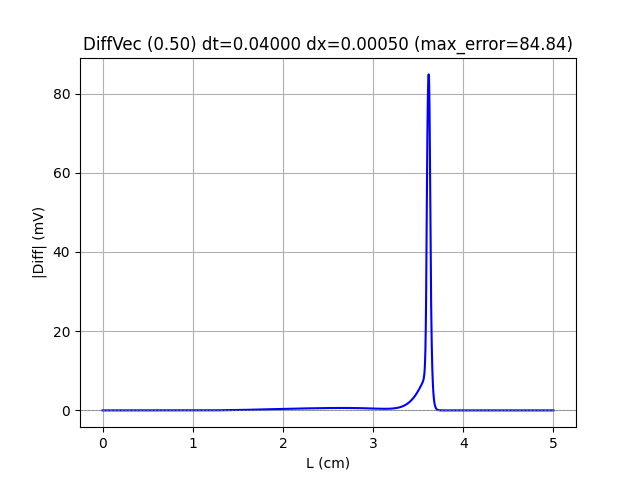 DiffVec (0.50) dt=0.04000 dx=0.00050 (max_error=84.84)
80
60
40
20
0
|Diff| (mV)
0 1 2 3 4 5
L (cm)